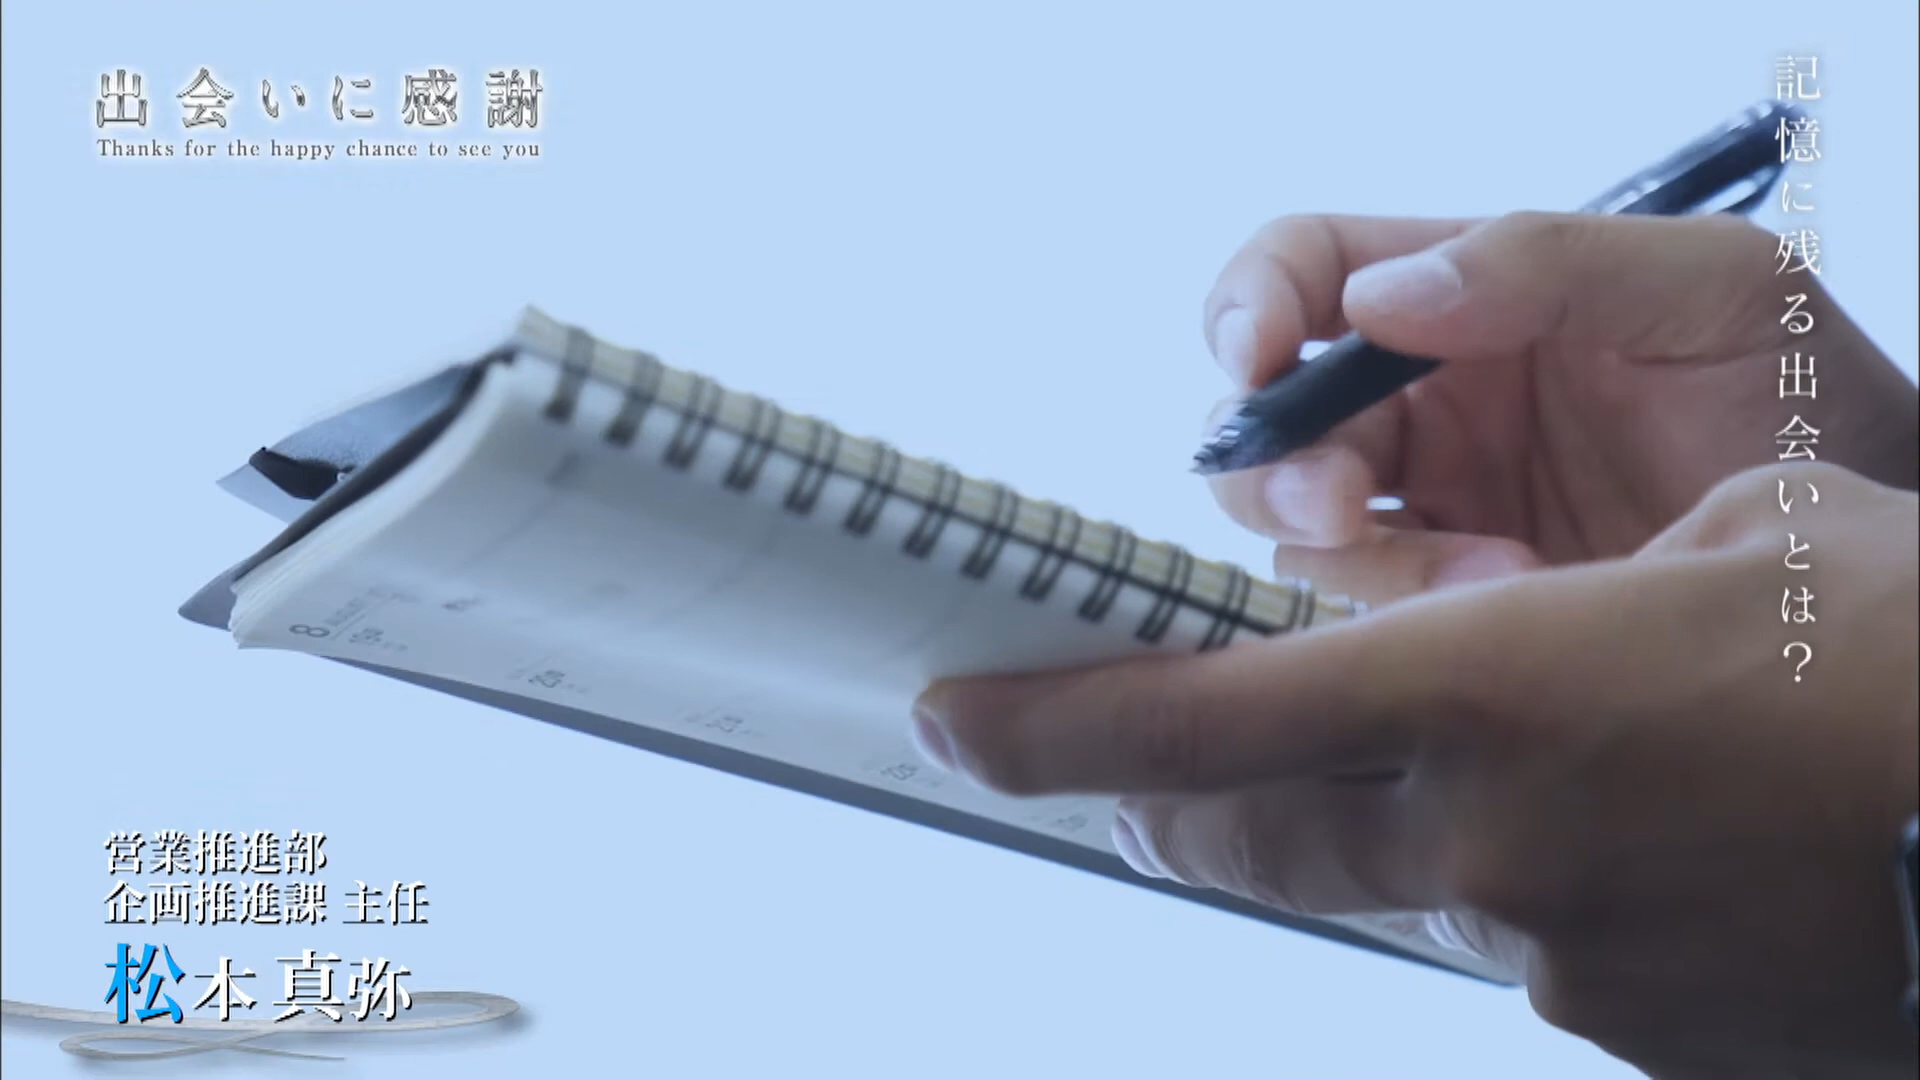 出会いに感謝
Thanks for the happy chance to see you
記憶に残る出会いとは？
営業推進部
企画推進課 主任
松本 真弥
8